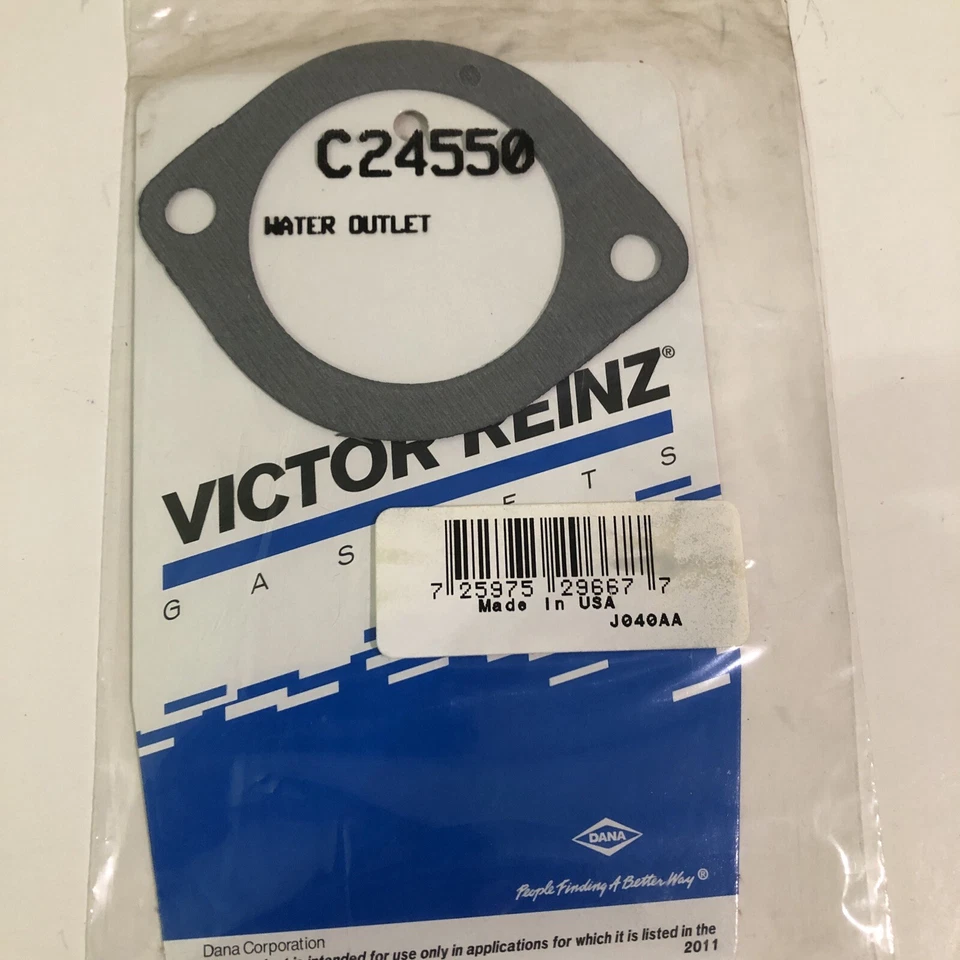 C24550
WATER OUTLET
VICTOR REINZ®
GASKETS
7 25975 29667 7
Made In USA
J040AA
DANA
People Finding A Better Way®
Dana Corporation
is intended for use only in applications for which it is listed in the
2011